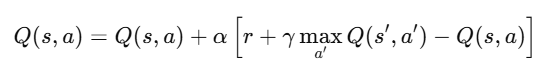 Q(s, a) = Q(s, a) + α [r + γ max_{a′} Q(s′, a′) − Q(s, a)]